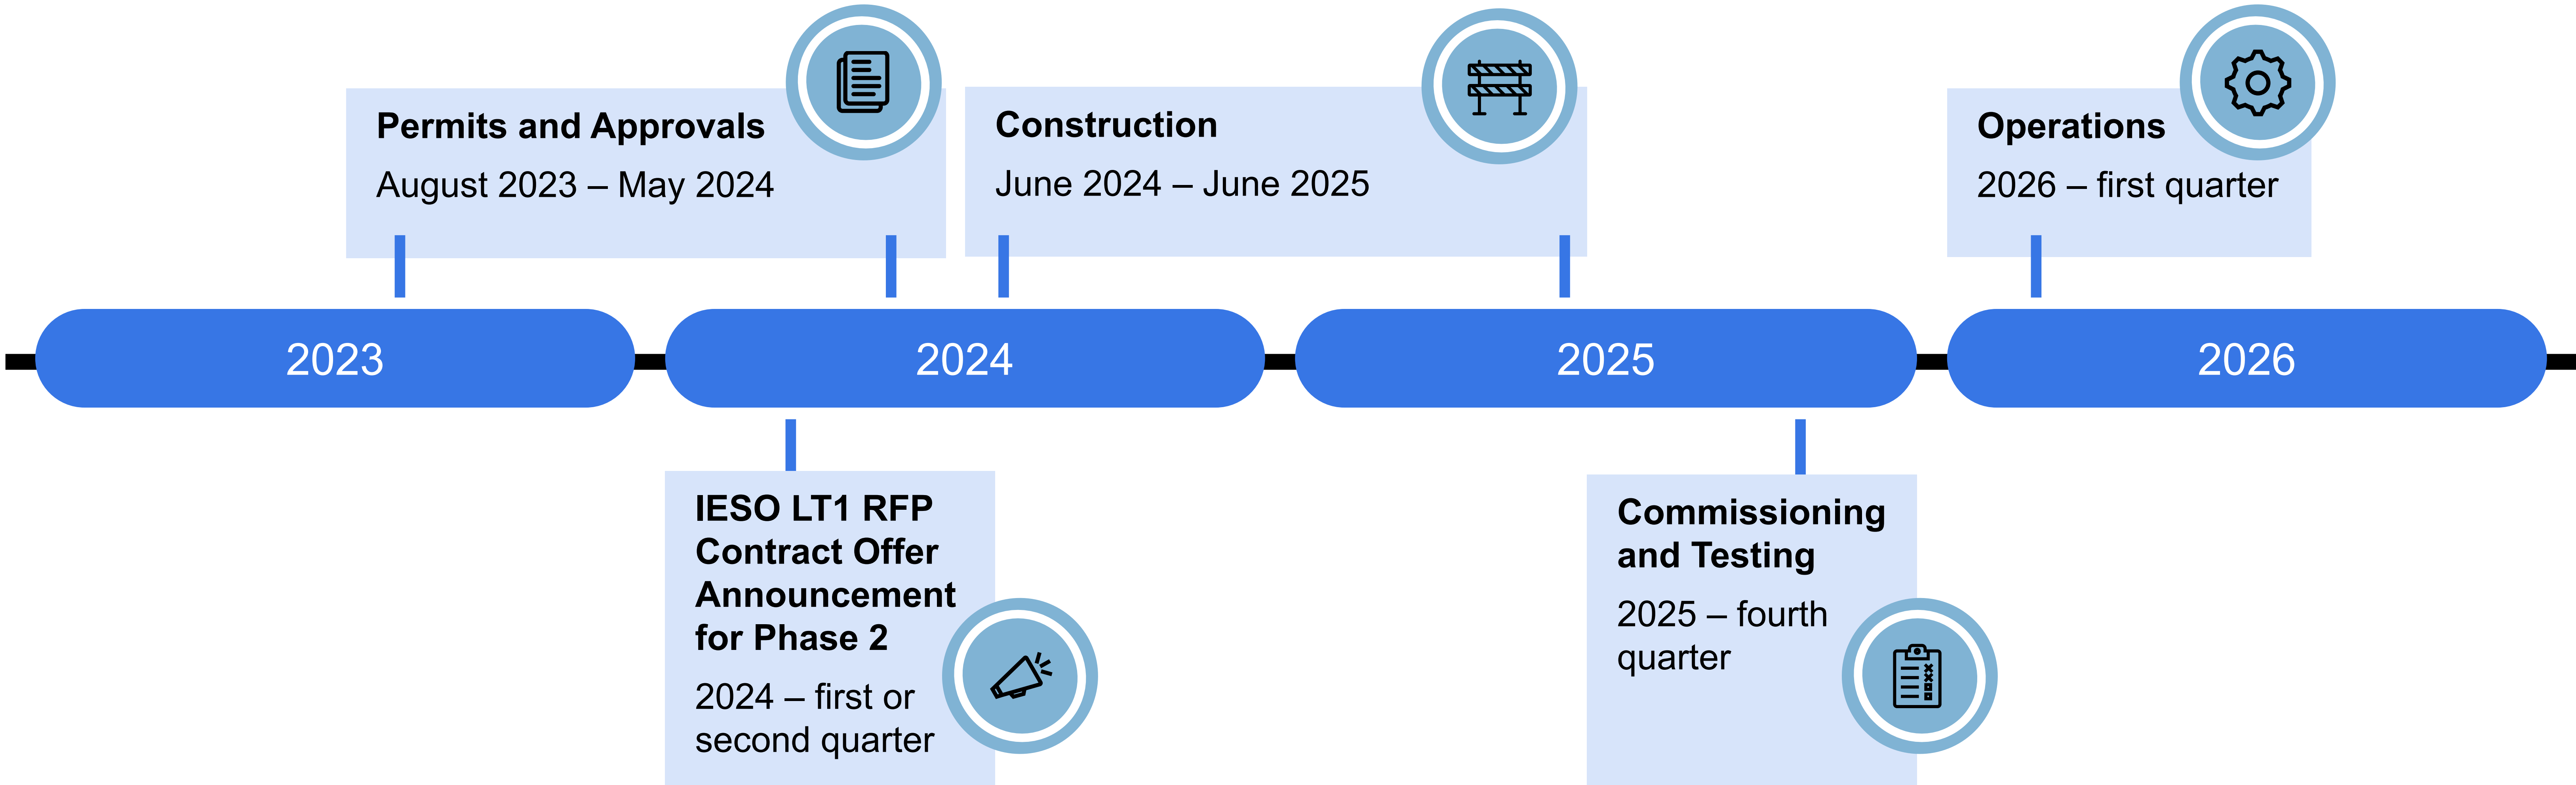 Permits and Approvals
August 2023 – May 2024
Construction
June 2024 – June 2025
Operations
2026 – first quarter
2023
2024
2025
2026
IESO LT1 RFP
Contract Offer
Announcement
for Phase 2
2024 – first or
second quarter
Commissioning
and Testing
2025 – fourth
quarter